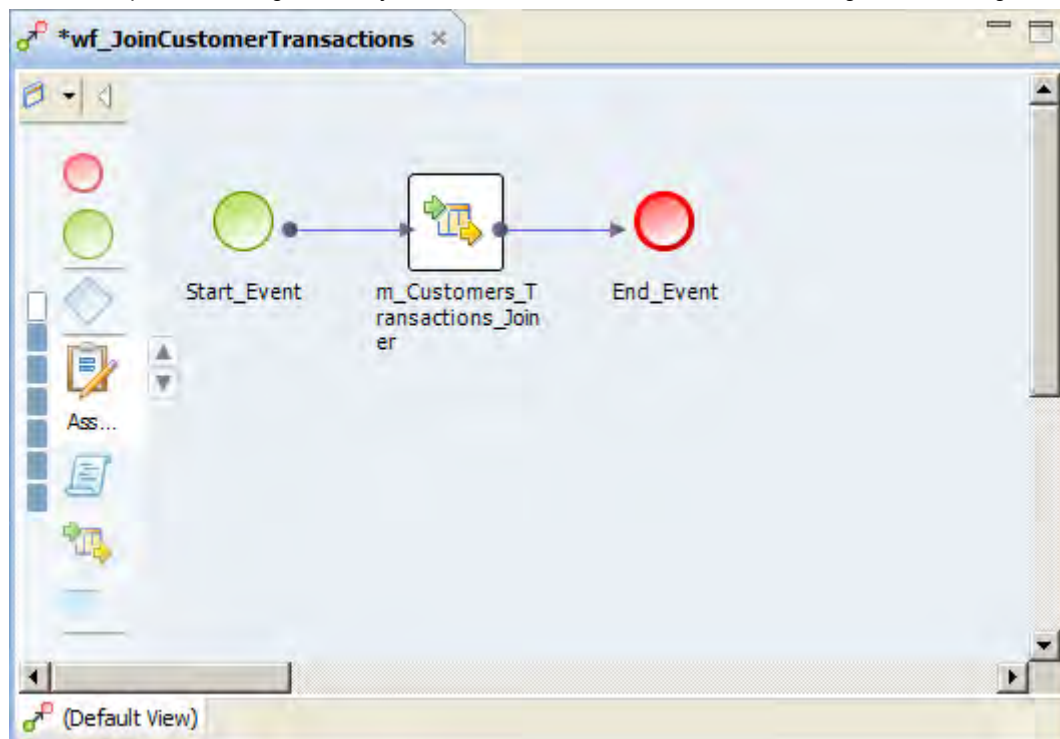 *wf_JoinCustomerTransactions
Start_Event
m_Customers_T
ransactions_Join
er
End_Event
Ass...
(Default View)